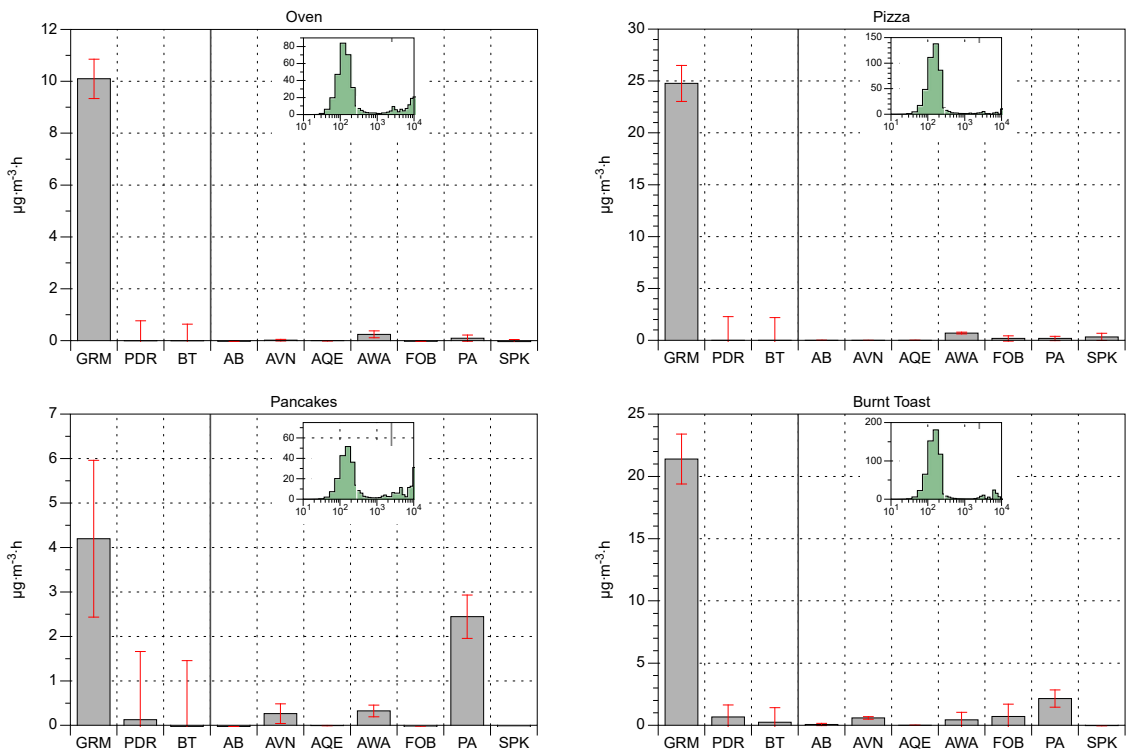 Oven
12
10
8
6
4
2
0
µg·m⁻³·h
80
60
40
20
0
10¹ 10² 10³ 10⁴
GRM PDR BT AB AVN AQE AWA FOB PA SPK
Pizza
30
25
20
15
10
5
0
µg·m⁻³·h
150
100
50
0
10¹ 10² 10³ 10⁴
GRM PDR BT AB AVN AQE AWA FOB PA SPK
Pancakes
7
6
5
4
3
2
1
0
µg·m⁻³·h
60
40
20
0
10¹ 10² 10³ 10⁴
GRM PDR BT AB AVN AQE AWA FOB PA SPK
Burnt Toast
25
20
15
10
5
0
µg·m⁻³·h
200
100
0
10¹ 10² 10³ 10⁴
GRM PDR BT AB AVN AQE AWA FOB PA SPK